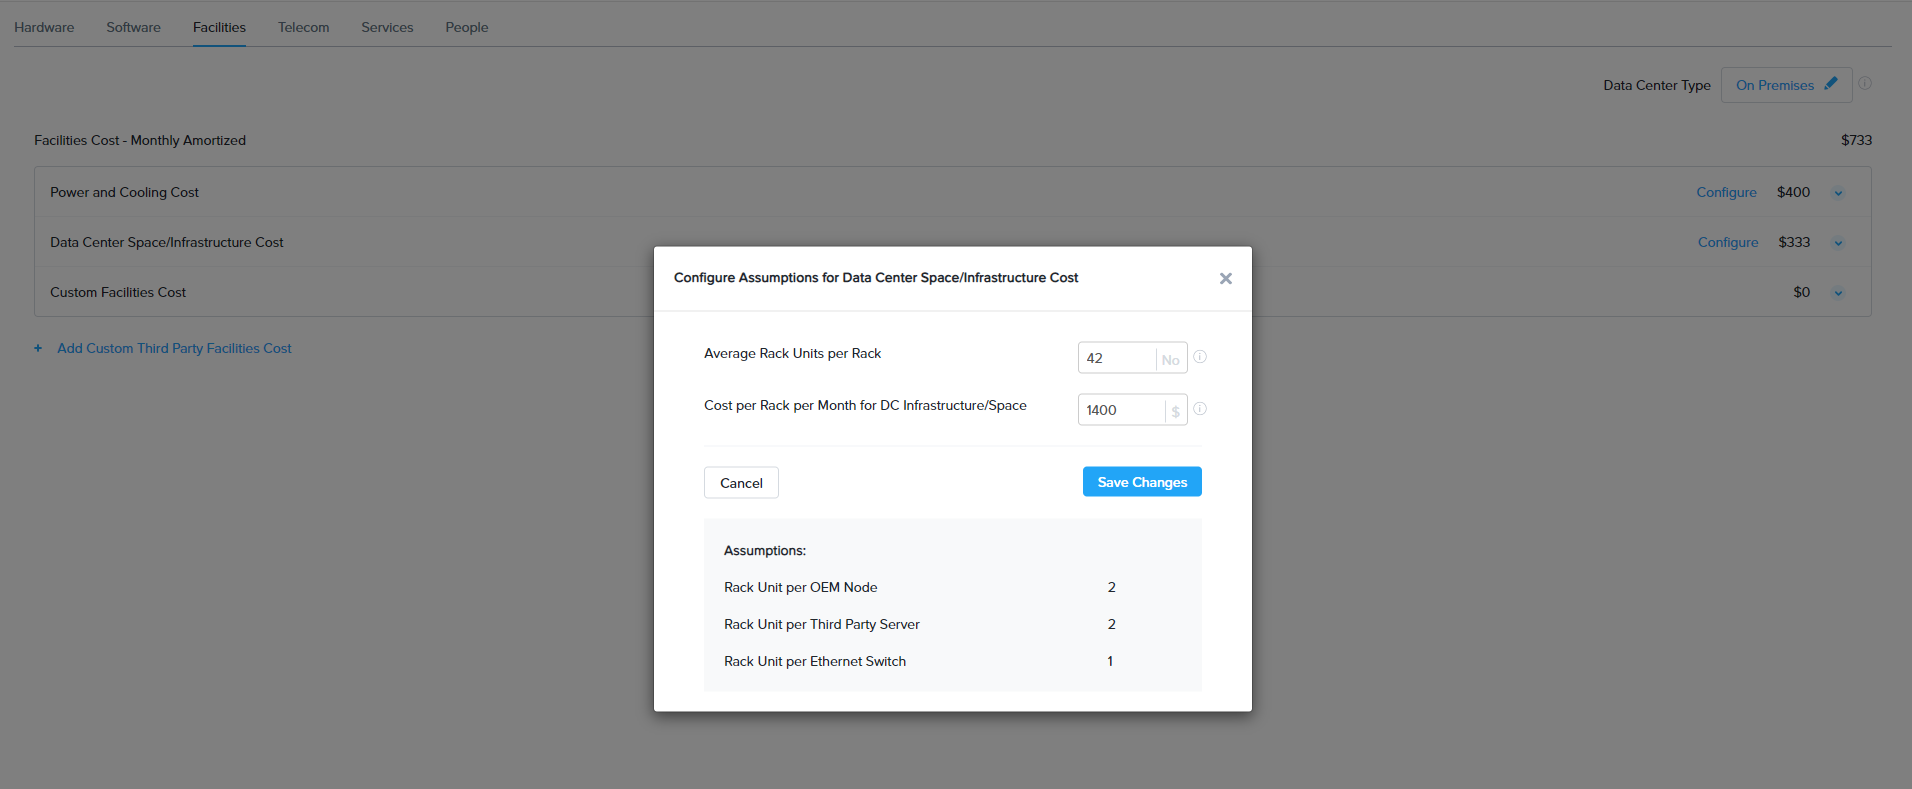 Hardware Software Facilities Telecom Services People
Data Center Type On Premises
Facilities Cost - Monthly Amortized $733
Power and Cooling Cost Configure $400
Data Center Space/Infrastructure Cost Configure $333
Custom Facilities Cost $0
+ Add Custom Third Party Facilities Cost
Configure Assumptions for Data Center Space/Infrastructure Cost
Average Rack Units per Rack 42 No
Cost per Rack per Month for DC Infrastructure/Space 1400 $
Cancel Save Changes
Assumptions:
Rack Unit per OEM Node 2
Rack Unit per Third Party Server 2
Rack Unit per Ethernet Switch 1